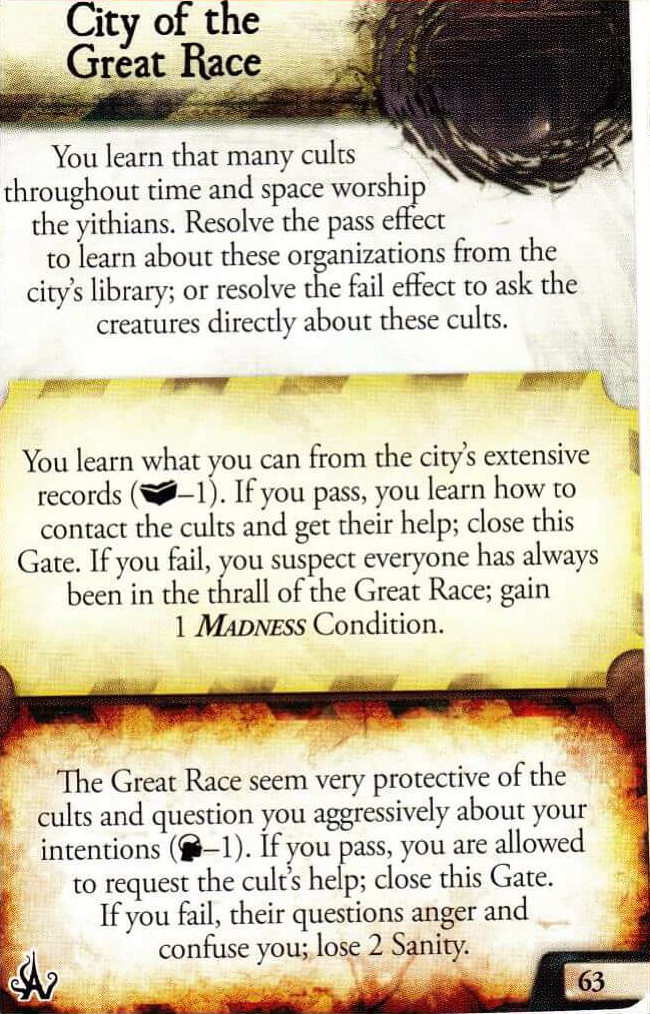 City of the
Great Race
You learn that many cults
throughout time and space worship
the yithians. Resolve the pass effect
to learn about these organizations from the
city's library; or resolve the fail effect to ask the
creatures directly about these cults.
You learn what you can from the city's extensive
records (–1). If you pass, you learn how to
contact the cults and get their help; close this
Gate. If you fail, you suspect everyone has always
been in the thrall of the Great Race; gain
1 MADNESS Condition.
The Great Race seem very protective of the
cults and question you aggressively about your
intentions (–1). If you pass, you are allowed
to request the cult's help; close this Gate.
If you fail, their questions anger and
confuse you; lose 2 Sanity.
63